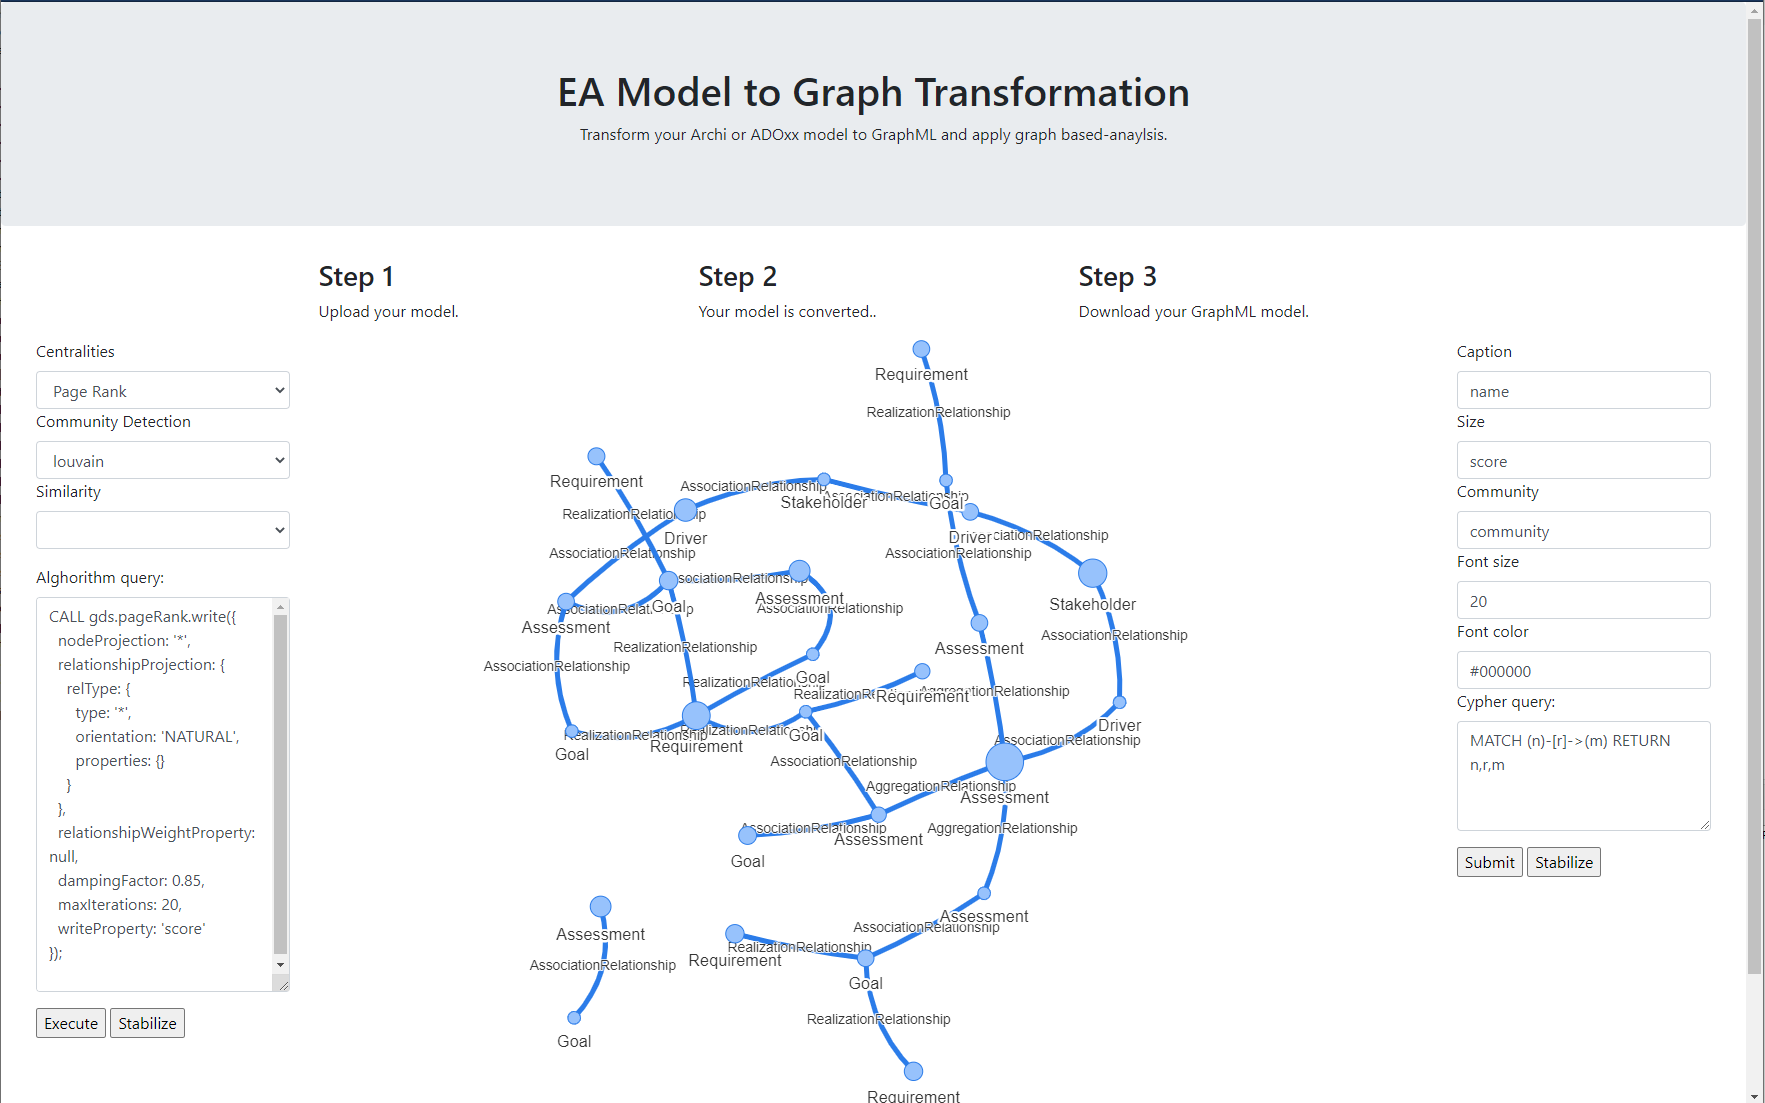 EA Model to Graph Transformation
Transform your Archi or ADOxx model to GraphML and apply graph based-anaylsis.
Step 1
Upload your model.
Step 2
Your model is converted..
Step 3
Download your GraphML model.
Centralities
Page Rank
Community Detection
louvain
Similarity
Alghorithm query:
CALL gds.pageRank.write({
nodeProjection: '*',
relationshipProjection: {
relType: {
type: '*',
orientation: 'NATURAL',
properties: {}
}
},
relationshipWeightProperty:
null,
dampingFactor: 0.85,
maxIterations: 20,
writeProperty: 'score'
});
Execute
Stabilize
Requirement
RealizationRelationship
Requirement
AssociationRelationship
AssociationRelationship
Stakeholder
Goal
RealizationRelationship
Driver
Driver
AssociationRelationship
AssociationRelationship
AssociationRelationship
AssociationRelationship
Assessment
Stakeholder
AssociationRelationship
Goal
AssociationRelationship
Assessment
AssociationRelationship
RealizationRelationship
Assessment
AssociationRelationship
Goal
RealizationRelationship
RealizationRelationship
Requirement
AggregationRelationship
Driver
RealizationRelationship
RealizationRelationship
Goal
AssociationRelationship
Goal
Requirement
AssociationRelationship
AggregationRelationship
Assessment
AssociationRelationship
Assessment
AggregationRelationship
Goal
Assessment
AssociationRelationship
Assessment
RealizationRelationship
Requirement
AssociationRelationship
Goal
RealizationRelationship
Goal
Requirement
Caption
name
Size
score
Community
community
Font size
20
Font color
#000000
Cypher query:
MATCH (n)-[r]->(m) RETURN
n,r,m
Submit
Stabilize